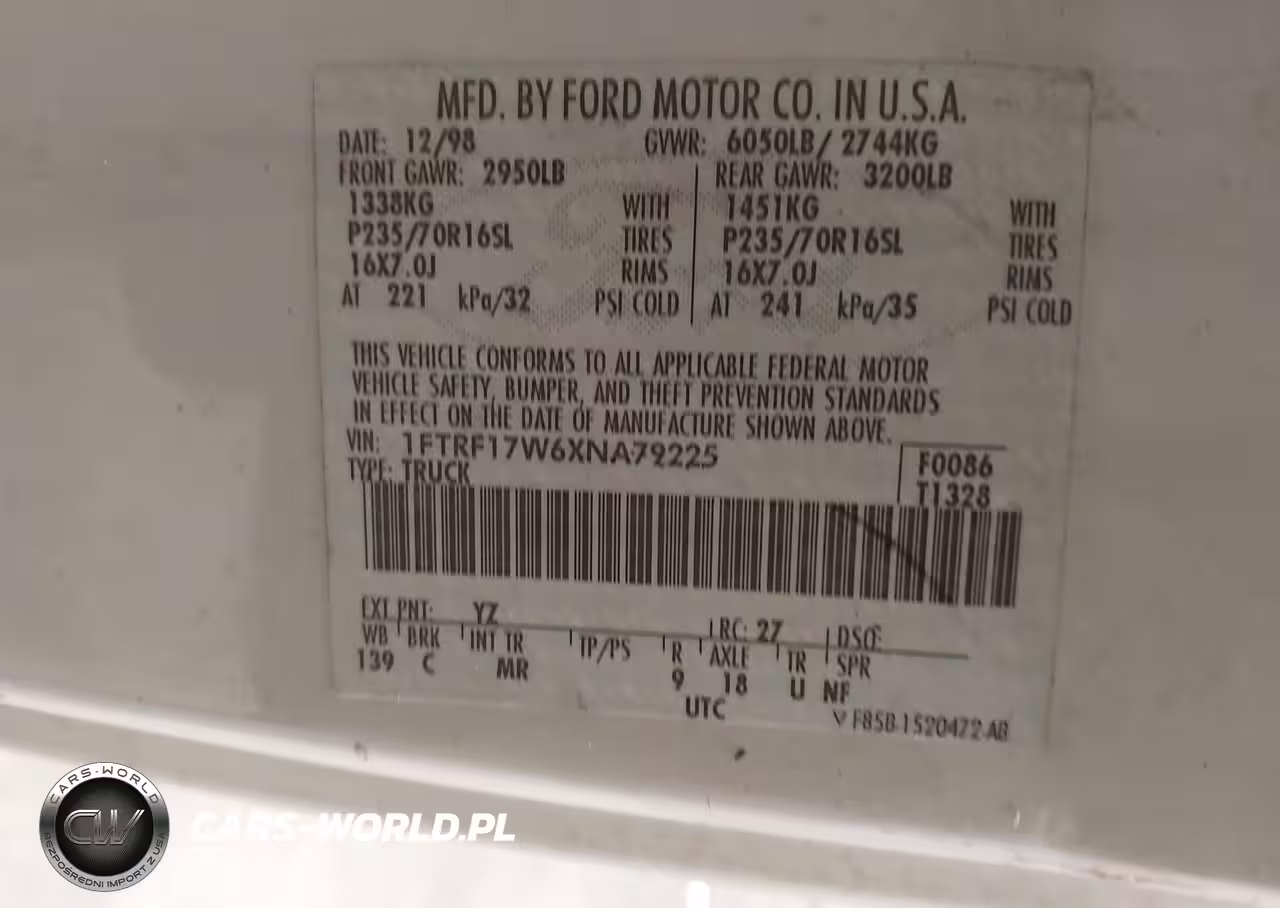 MFD. BY FORD MOTOR CO. IN U.S.A.
DATE: 12/98 GVWR: 6050LB/ 2744KG
FRONT GAWR: 2950LB REAR GAWR: 3200LB
1338KG WITH 1451KG WITH
P235/70R16SL TIRES P235/70R16SL TIRES
16X7.0J RIMS 16X7.0J RIMS
AT 221 kPa/32 PSI COLD AT 241 kPa/35 PSI COLD
THIS VEHICLE CONFORMS TO ALL APPLICABLE FEDERAL MOTOR
VEHICLE SAFETY, BUMPER, AND THEFT PREVENTION STANDARDS
IN EFFECT ON THE DATE OF MANUFACTURE SHOWN ABOVE.
VIN: 1FTRF17W6XNA79225 F0086
TYPE: TRUCK T1328
EXT PNT: YZ RC: 27 DSO:
WB BRK INT TR TP/PS R AXLE TR SPR
139 C MR 9 18 U NF
UTC
F85B-1520472-AB
CARS-WORLD
CW
BEZPOŚREDNI IMPORT Z USA
CARS-WORLD.PL